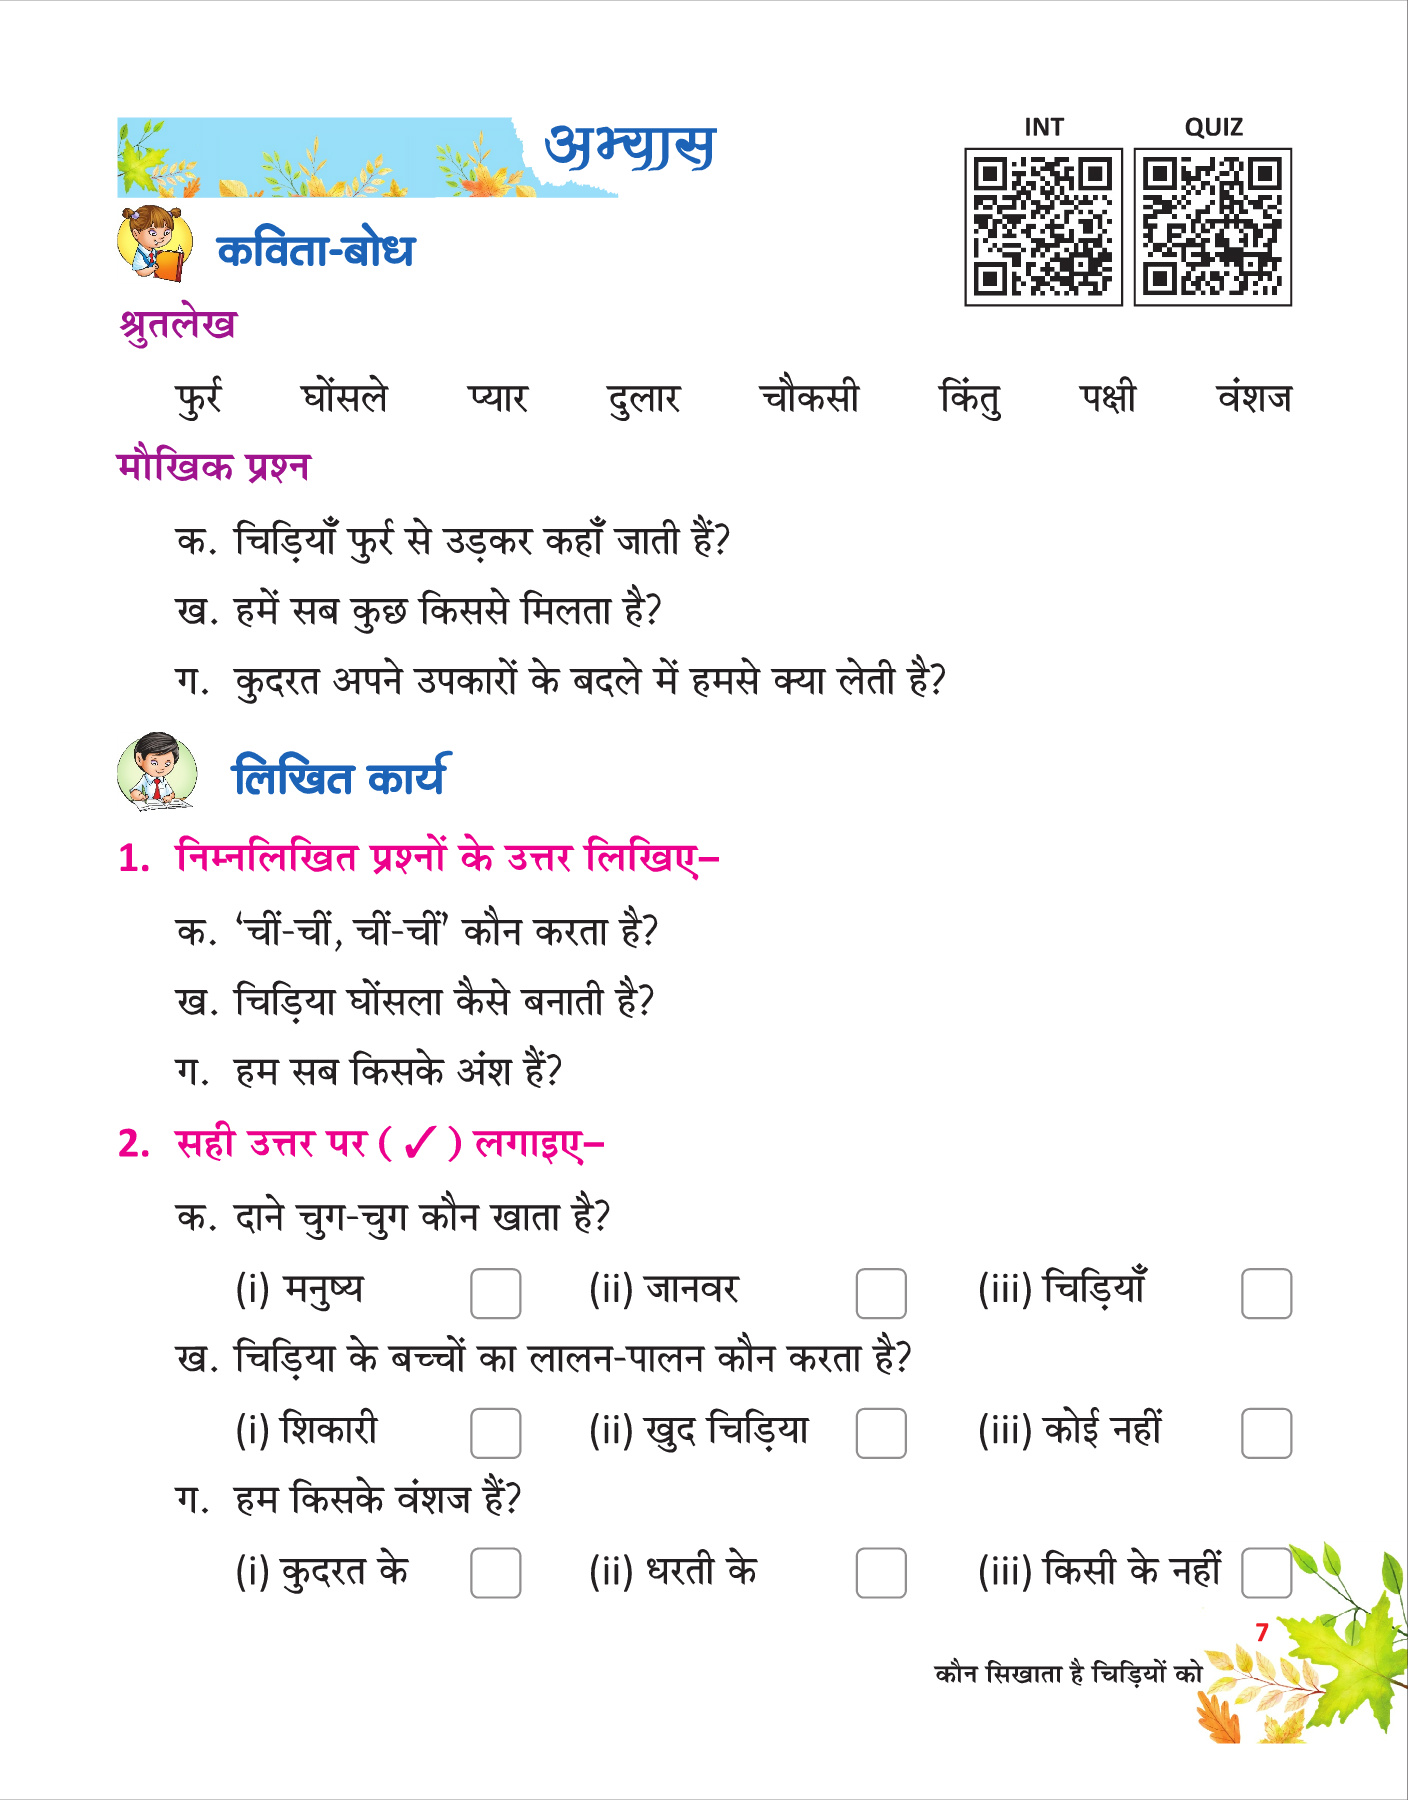 अभ्यास
INT QUIZ
कविता-बोध
श्रुतलेख
फुर्र घोंसले प्यार दुलार चौकसी किंतु पक्षी वंशज
मौखिक प्रश्न
क. चिड़ियाँ फुर्र से उड़कर कहाँ जाती हैं?
ख. हमें सब कुछ किससे मिलता है?
ग. कुदरत अपने उपकारों के बदले में हमसे क्या लेती है?
लिखित कार्य
1. निम्नलिखित प्रश्नों के उत्तर लिखिए–
क. ‘चीं-चीं, चीं-चीं’ कौन करता है?
ख. चिड़िया घोंसला कैसे बनाती है?
ग. हम सब किसके अंश हैं?
2. सही उत्तर पर ( ✓ ) लगाइए–
क. दाने चुग-चुग कौन खाता है?
(i) मनुष्य (ii) जानवर (iii) चिड़ियाँ
ख. चिड़िया के बच्चों का लालन-पालन कौन करता है?
(i) शिकारी (ii) खुद चिड़िया (iii) कोई नहीं
ग. हम किसके वंशज हैं?
(i) कुदरत के (ii) धरती के (iii) किसी के नहीं
7
कौन सिखाता है चिड़ियों को